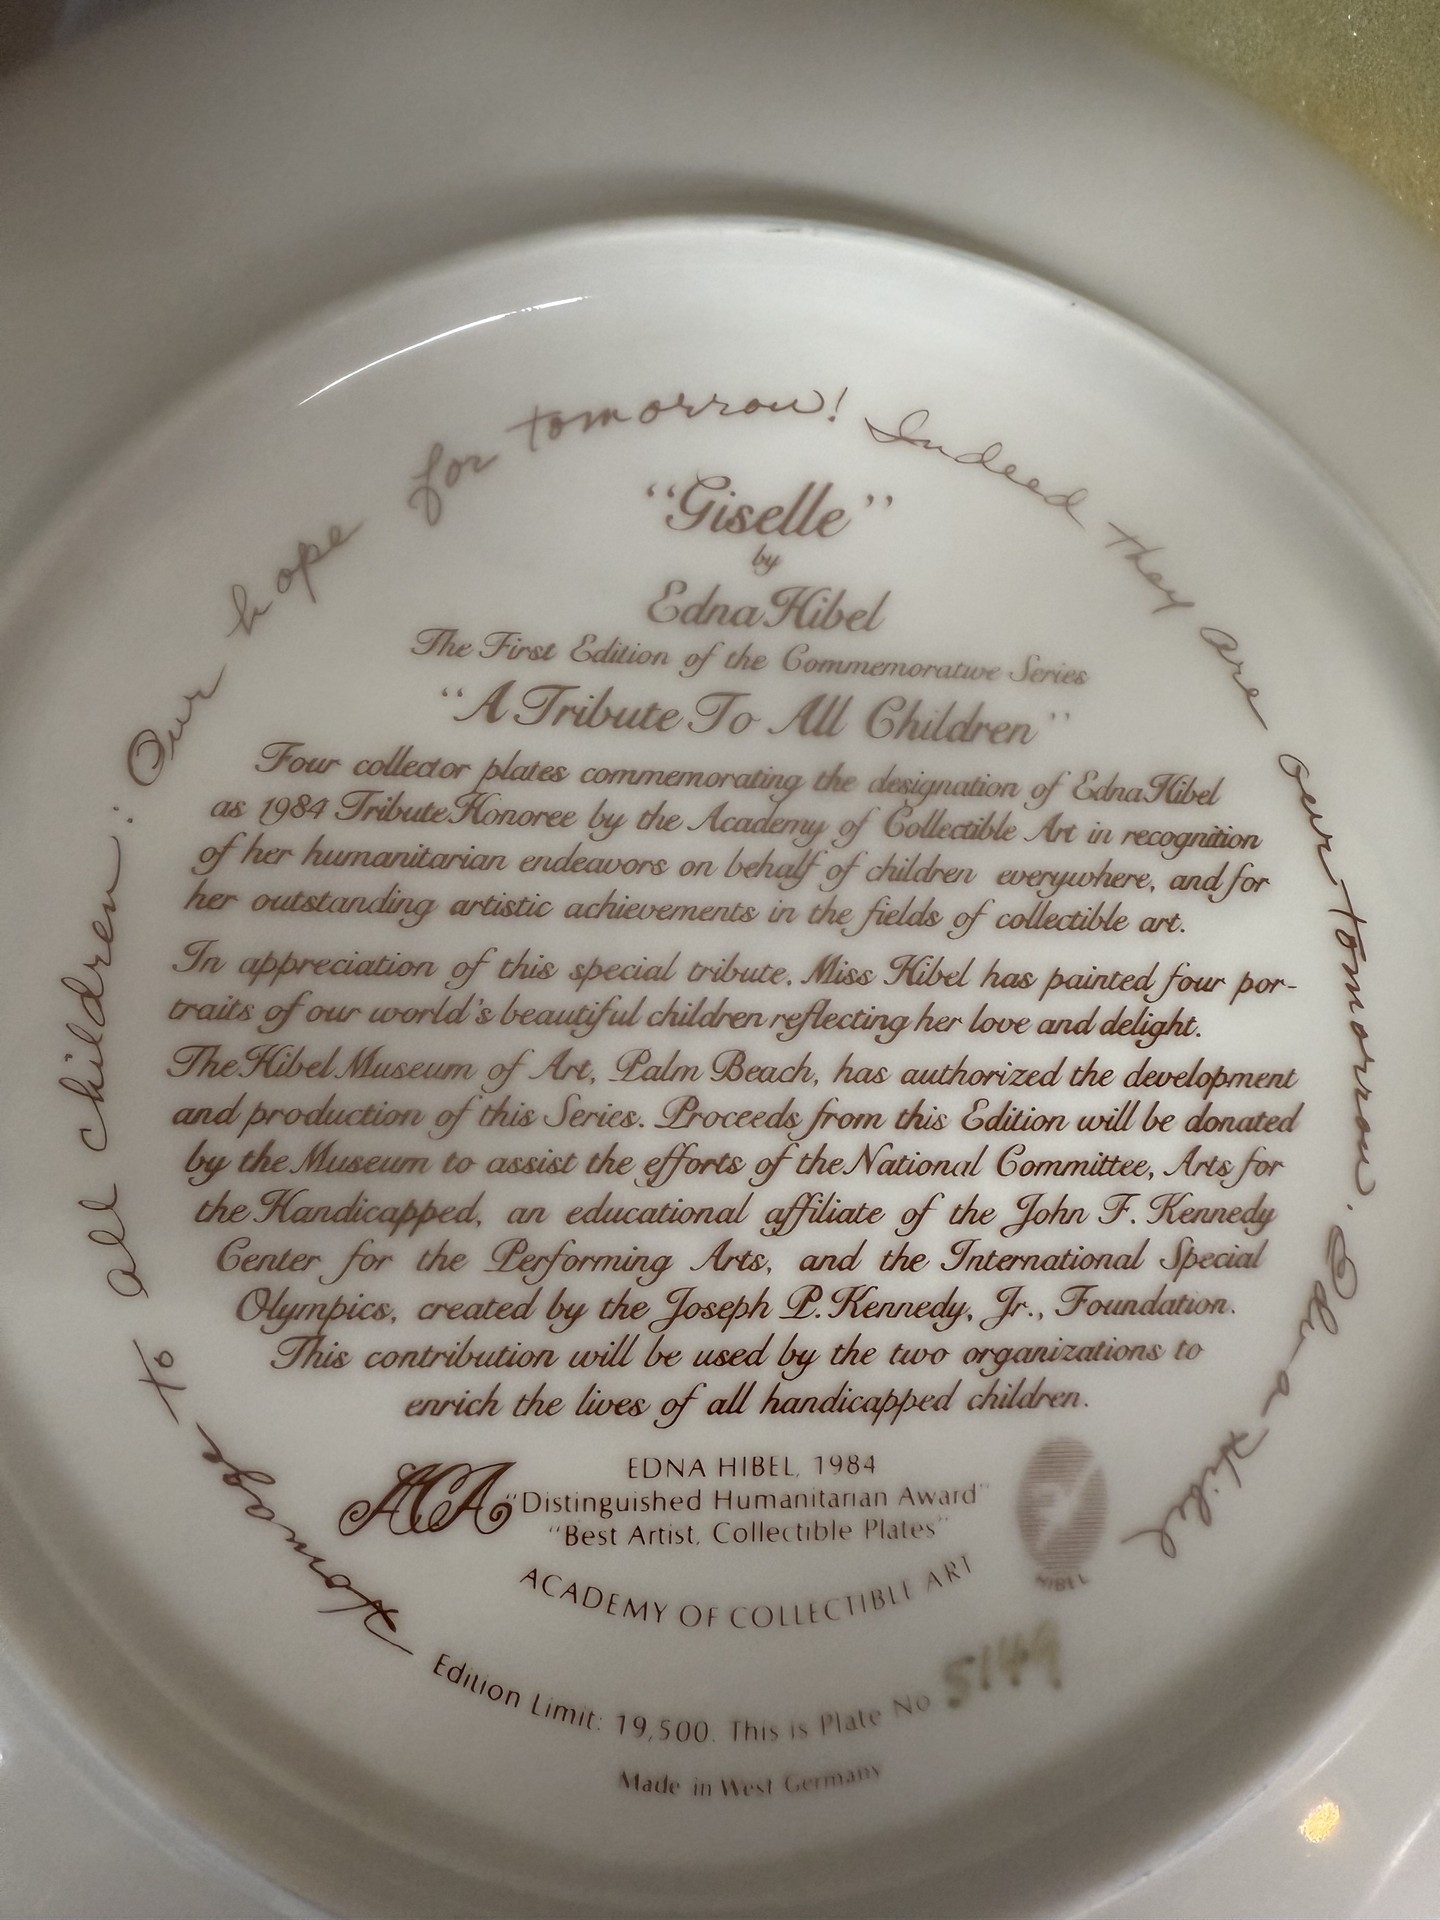 Homage to all children: Our hope for tomorrow! Indeed they are our tomorrow. Edna Hibel
“Giselle”
by
Edna Hibel
The First Edition of the Commemorative Series
“A Tribute To All Children”
Four collector plates commemorating the designation of Edna Hibel
as 1984 Tribute Honoree by the Academy of Collectible Art in recognition
of her humanitarian endeavors on behalf of children everywhere, and for
her outstanding artistic achievements in the fields of collectible art.
In appreciation of this special tribute, Miss Hibel has painted four por-
traits of our world's beautiful children reflecting her love and delight.
The Hibel Museum of Art, Palm Beach, has authorized the development
and production of this Series. Proceeds from this Edition will be donated
by the Museum to assist the efforts of the National Committee, Arts for
the Handicapped, an educational affiliate of the John F. Kennedy
Center for the Performing Arts, and the International Special
Olympics, created by the Joseph P. Kennedy, Jr., Foundation.
This contribution will be used by the two organizations to
enrich the lives of all handicapped children.
ACA
EDNA HIBEL, 1984
“Distinguished Humanitarian Award”
“Best Artist, Collectible Plates”
ACADEMY OF COLLECTIBLE ART
HIBEL
Edition Limit: 19,500. This is Plate No 5149
Made in West Germany